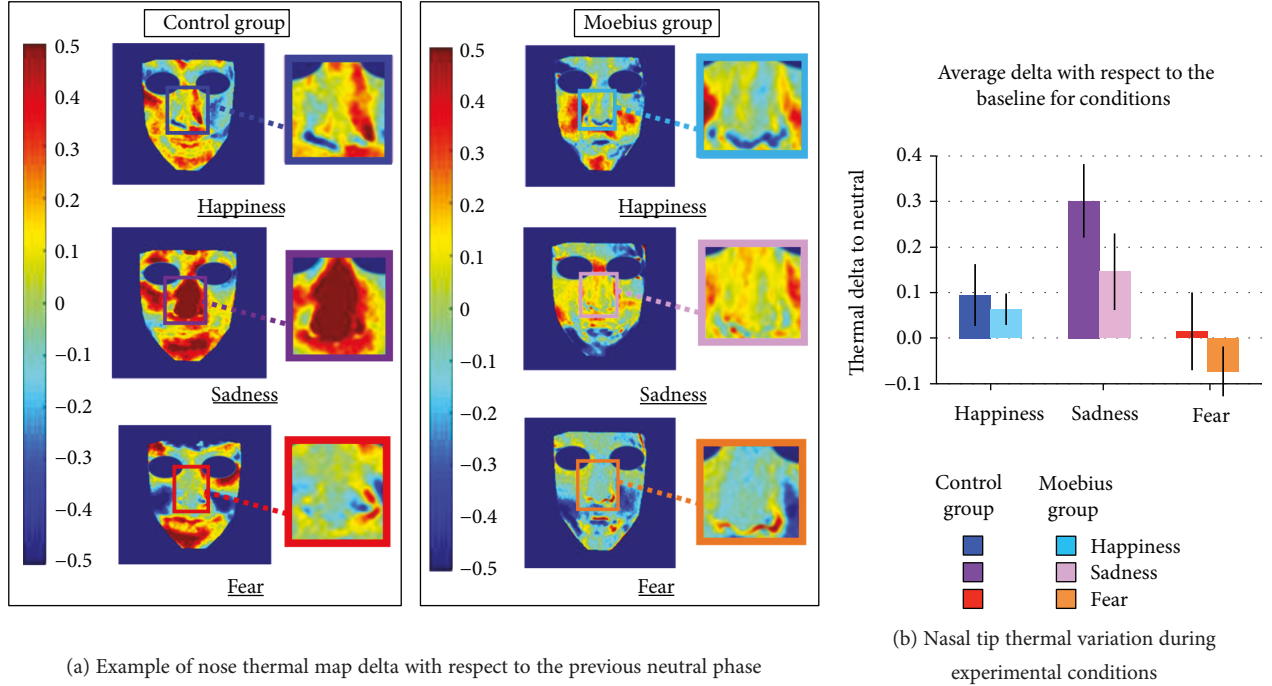 Control group
0.5
0.4
0.3
0.2
0.1
0
−0.1
−0.2
−0.3
−0.4
−0.5
Happiness
Sadness
Fear
Moebius group
0.5
0.4
0.3
0.2
0.1
0
−0.1
−0.2
−0.3
−0.4
−0.5
Happiness
Sadness
Fear
(a) Example of nose thermal map delta with respect to the previous neutral phase
Average delta with respect to the
baseline for conditions
Thermal delta to neutral
0.4
0.3
0.2
0.1
0.0
−0.1
Happiness
Sadness
Fear
Control
group
Moebius
group
Happiness
Sadness
Fear
(b) Nasal tip thermal variation during
experimental conditions